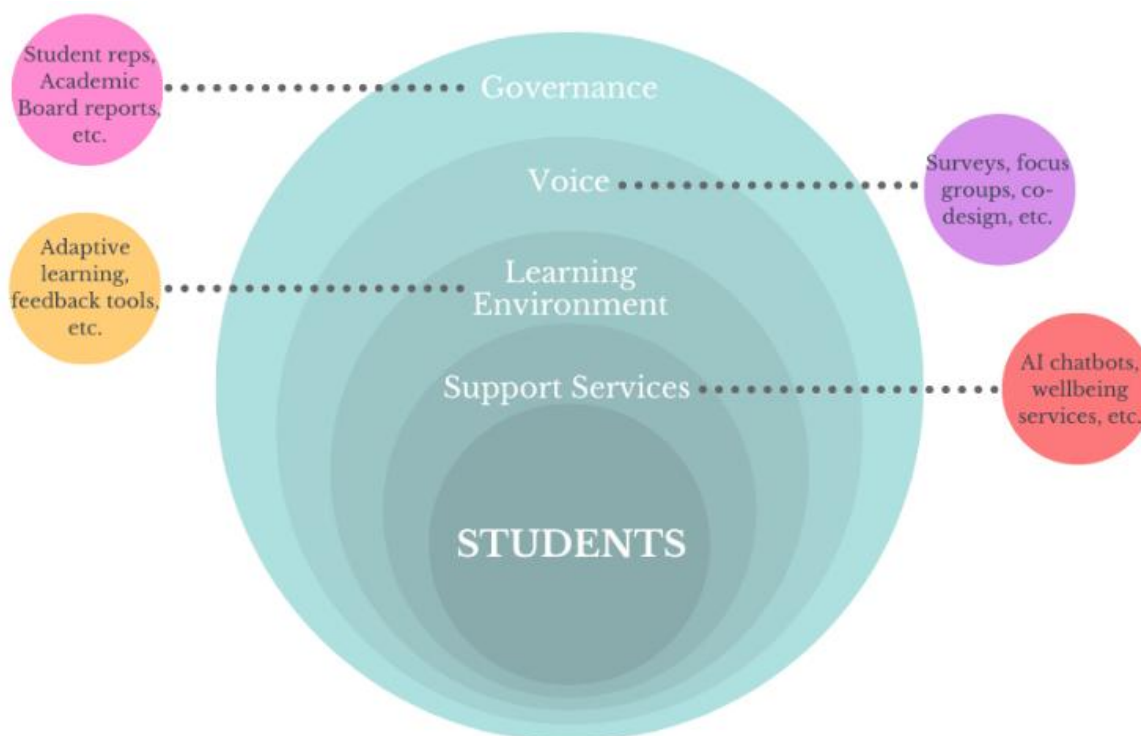 Student reps,
Academic
Board reports,
etc.
Governance
Voice
Surveys, focus
groups, co-
design, etc.
Adaptive
learning,
feedback tools,
etc.
Learning
Environment
Support Services
AI chatbots,
wellbeing
services, etc.
STUDENTS